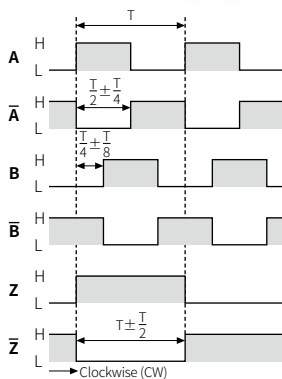 T
A H
L
T/2 ± T/4
A̅ H
L
T/4 ± T/8
B H
L
B̅ H
L
Z H
L
T ± T/2
Z̅ H
L
Clockwise (CW)